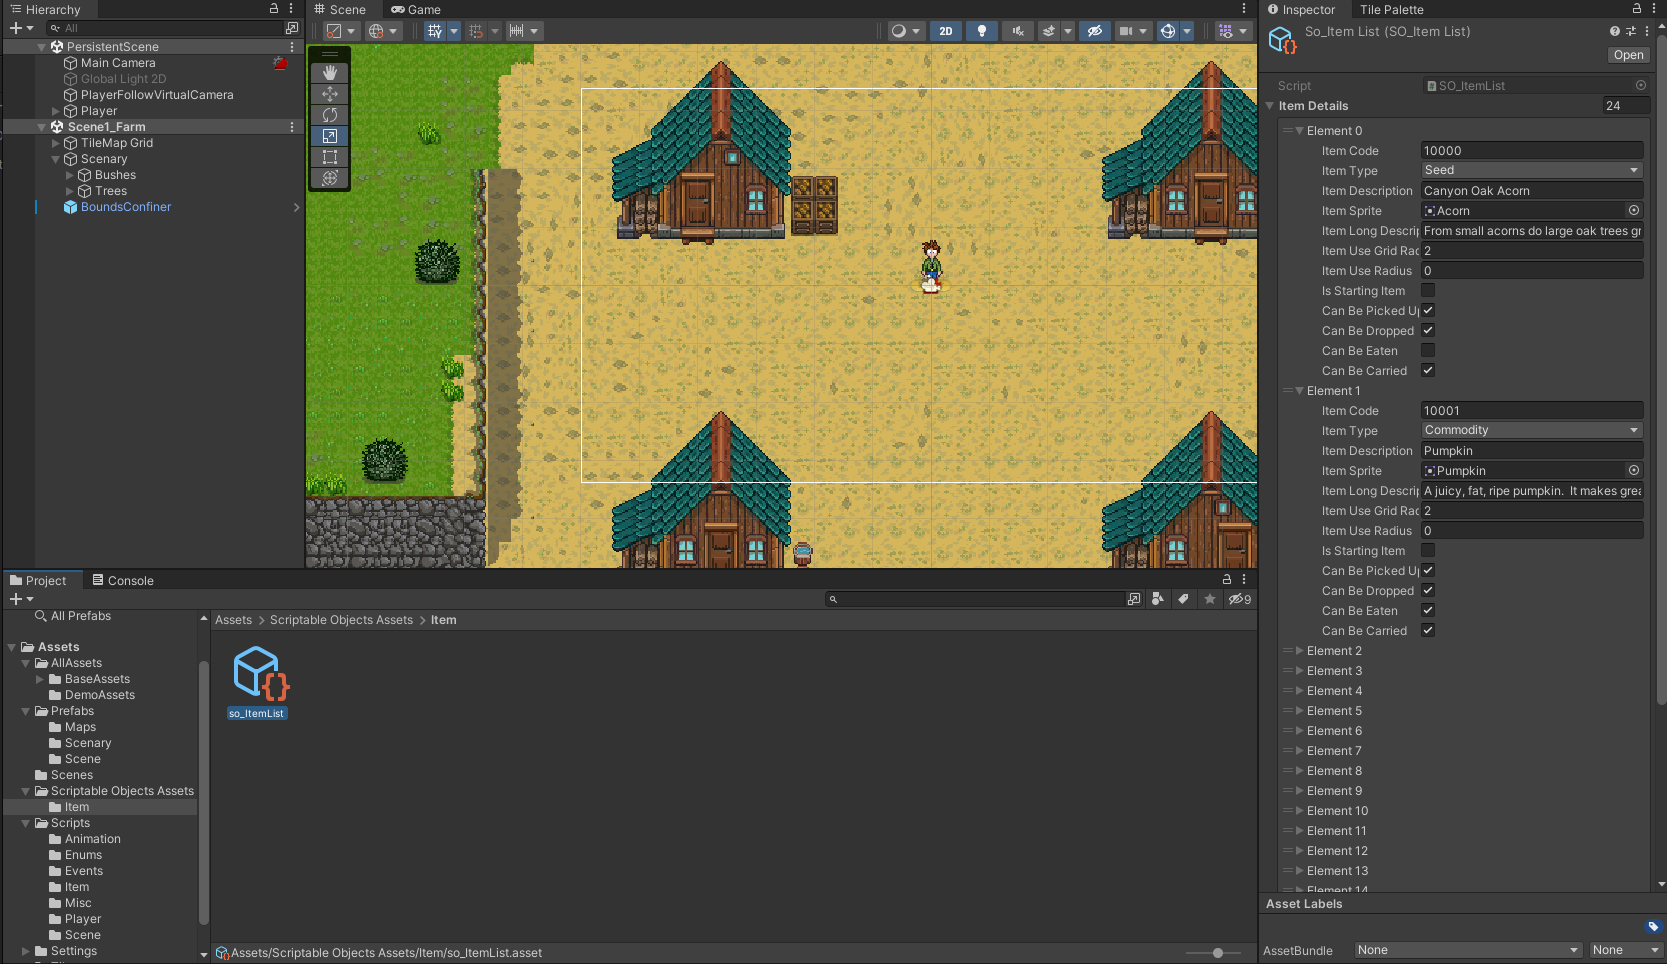 Hierarchy
All
PersistentScene
Main Camera
Global Light 2D
PlayerFollowVirtualCamera
Player
Scene1_Farm
TileMap Grid
Scenary
Bushes
Trees
BoundsConfiner
Scene
Game
2D
Inspector
Tile Palette
So_Item List (SO_Item List)
Open
Script
SO_ItemList
Item Details
24
Element 0
Item Code
10000
Item Type
Seed
Item Description
Canyon Oak Acorn
Item Sprite
Acorn
Item Long Descrip
From small acorns do large oak trees gr
Item Use Grid Rad
2
Item Use Radius
0
Is Starting Item
Can Be Picked Up
Can Be Dropped
Can Be Eaten
Can Be Carried
Element 1
Item Code
10001
Item Type
Commodity
Item Description
Pumpkin
Item Sprite
Pumpkin
Item Long Descrip
A juicy, fat, ripe pumpkin.  It makes grea
Item Use Grid Rad
2
Item Use Radius
0
Is Starting Item
Can Be Picked Up
Can Be Dropped
Can Be Eaten
Can Be Carried
Element 2
Element 3
Element 4
Element 5
Element 6
Element 7
Element 8
Element 9
Element 10
Element 11
Element 12
Element 13
Element 14
Asset Labels
AssetBundle
None
None
Project
Console
9
All Prefabs
Assets
AllAssets
BaseAssets
DemoAssets
Prefabs
Maps
Scenary
Scene
Scenes
Scriptable Objects Assets
Item
Scripts
Animation
Enums
Events
Item
Misc
Player
Scene
Settings
Assets > Scriptable Objects Assets > Item
so_ItemList
Assets/Scriptable Objects Assets/Item/so_ItemList.asset